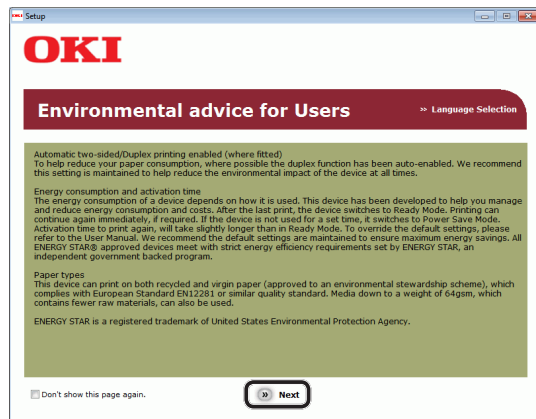 OKI Setup
OKI
Environmental advice for Users
» Language Selection
Automatic two-sided/Duplex printing enabled (where fitted)
To help reduce your paper consumption, where possible the duplex function has been auto-enabled. We recommend
this setting is maintained to help reduce the environmental impact of the device at all times.
Energy consumption and activation time
The energy consumption of a device depends on how it is used. This device has been developed to help you manage
and reduce energy consumption and costs. After the last print, the device switches to Ready Mode. Printing can
continue again immediately, if required. If the device is not used for a set time, it switches to Power Save Mode.
Activation time to print again, will take slightly longer than in Ready Mode. To override the default settings, please
refer to the User Manual. We recommend the default settings are maintained to ensure maximum energy savings. All
ENERGY STAR® approved devices meet with strict energy efficiency requirements set by ENERGY STAR, an
independent government backed program.
Paper types
This device can print on both recycled and virgin paper (approved to an environmental stewardship scheme), which
complies with European Standard EN12281 or similar quality standard. Media down to a weight of 64gsm, which
contains fewer raw materials, can also be used.
ENERGY STAR is a registered trademark of United States Environmental Protection Agency.
Don't show this page again.
» Next